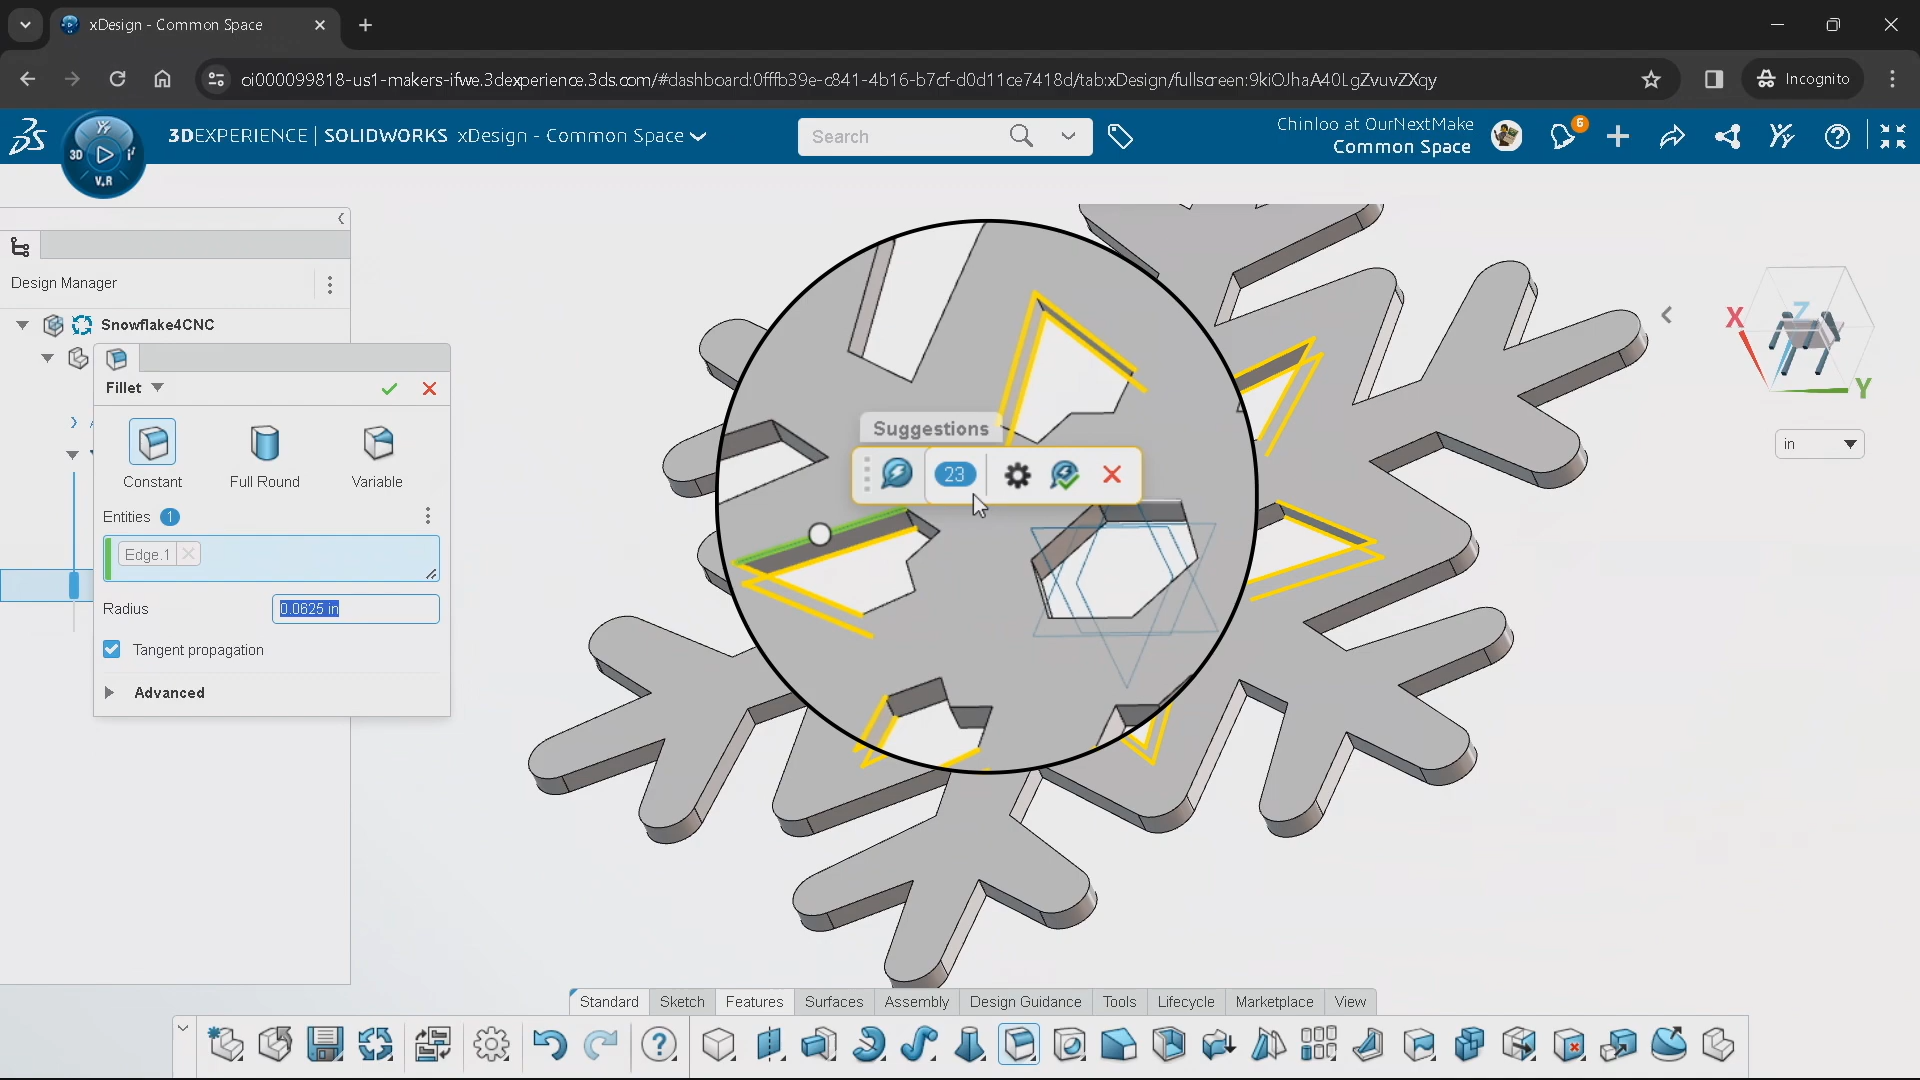 xDesign - Common Space
oi000099818-us1-makers-ifwe.3dexperience.3ds.com/#dashboard:0fffb39e-c841-4b16-b7cf-d0d11ce7418d/tab:xDesign/fullscreen:9kiOJhaA40LgZvuvZXqy
Incognito
3DEXPERIENCE | SOLIDWORKS xDesign - Common Space
Search
Chinloo at OurNextMake
Common Space
6
3D
V.R
Design Manager
Snowflake4CNC
Fillet
Constant
Full Round
Variable
Entities 1
Edge.1
Radius
0.0625 in
Tangent propagation
Advanced
Suggestions
23
X
Z
Y
in
Standard
Sketch
Features
Surfaces
Assembly
Design Guidance
Tools
Lifecycle
Marketplace
View